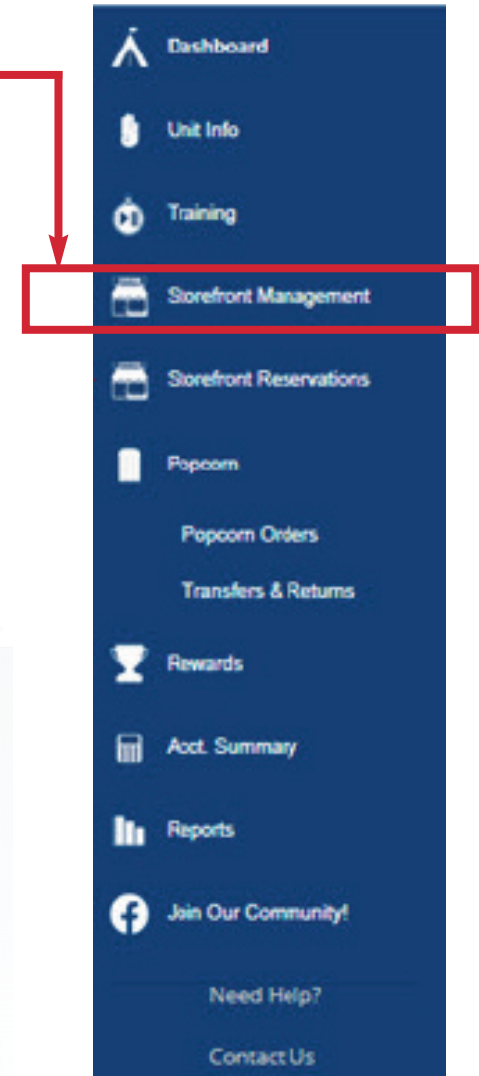 Dashboard
Unit Info
Training
Storefront Management
Storefront Reservations
Popcorn
Popcorn Orders
Transfers & Returns
Rewards
Acct. Summary
Reports
Join Our Community!
Need Help?
Contact Us